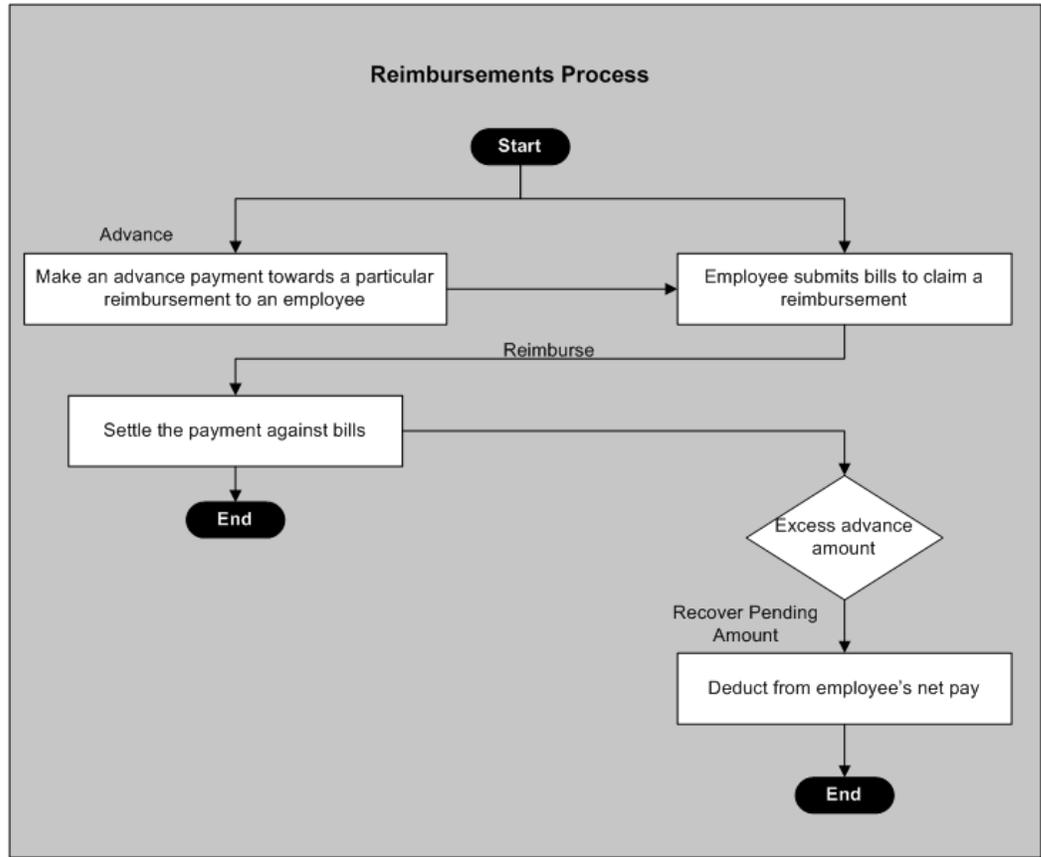 Reimbursements Process
Start
Advance
Make an advance payment towards a particular
reimbursement to an employee
Employee submits bills to claim a
reimbursement
Reimburse
Settle the payment against bills
End
Excess advance
amount
Recover Pending
Amount
Deduct from employee’s net pay
End